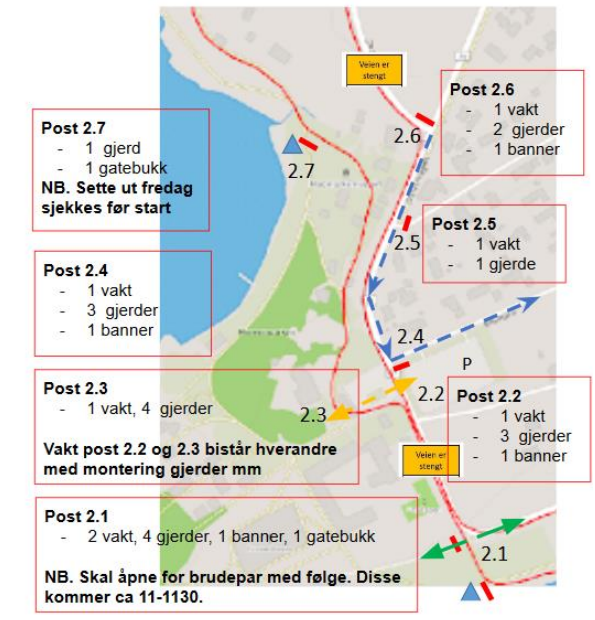 Veien er
stengt
Post 2.6
- 1 vakt
- 2 gjerder
- 1 banner
2.6
Post 2.7
- 1 gjerd
- 1 gatebukk
NB. Sette ut fredag
sjekkes før start
2.7
Post 2.5
- 1 vakt
- 1 gjerde
2.5
Post 2.4
- 1 vakt
- 3 gjerder
- 1 banner
2.4
P
Post 2.3
- 1 vakt, 4 gjerder
Vakt post 2.2 og 2.3 bistår hverandre
med montering gjerder mm
2.3
2.2
Post 2.2
- 1 vakt
- 3 gjerder
- 1 banner
Veien er
stengt
Post 2.1
- 2 vakt, 4 gjerder, 1 banner, 1 gatebukk
NB. Skal åpne for brudepar med følge. Disse
kommer ca 11-1130.
2.1